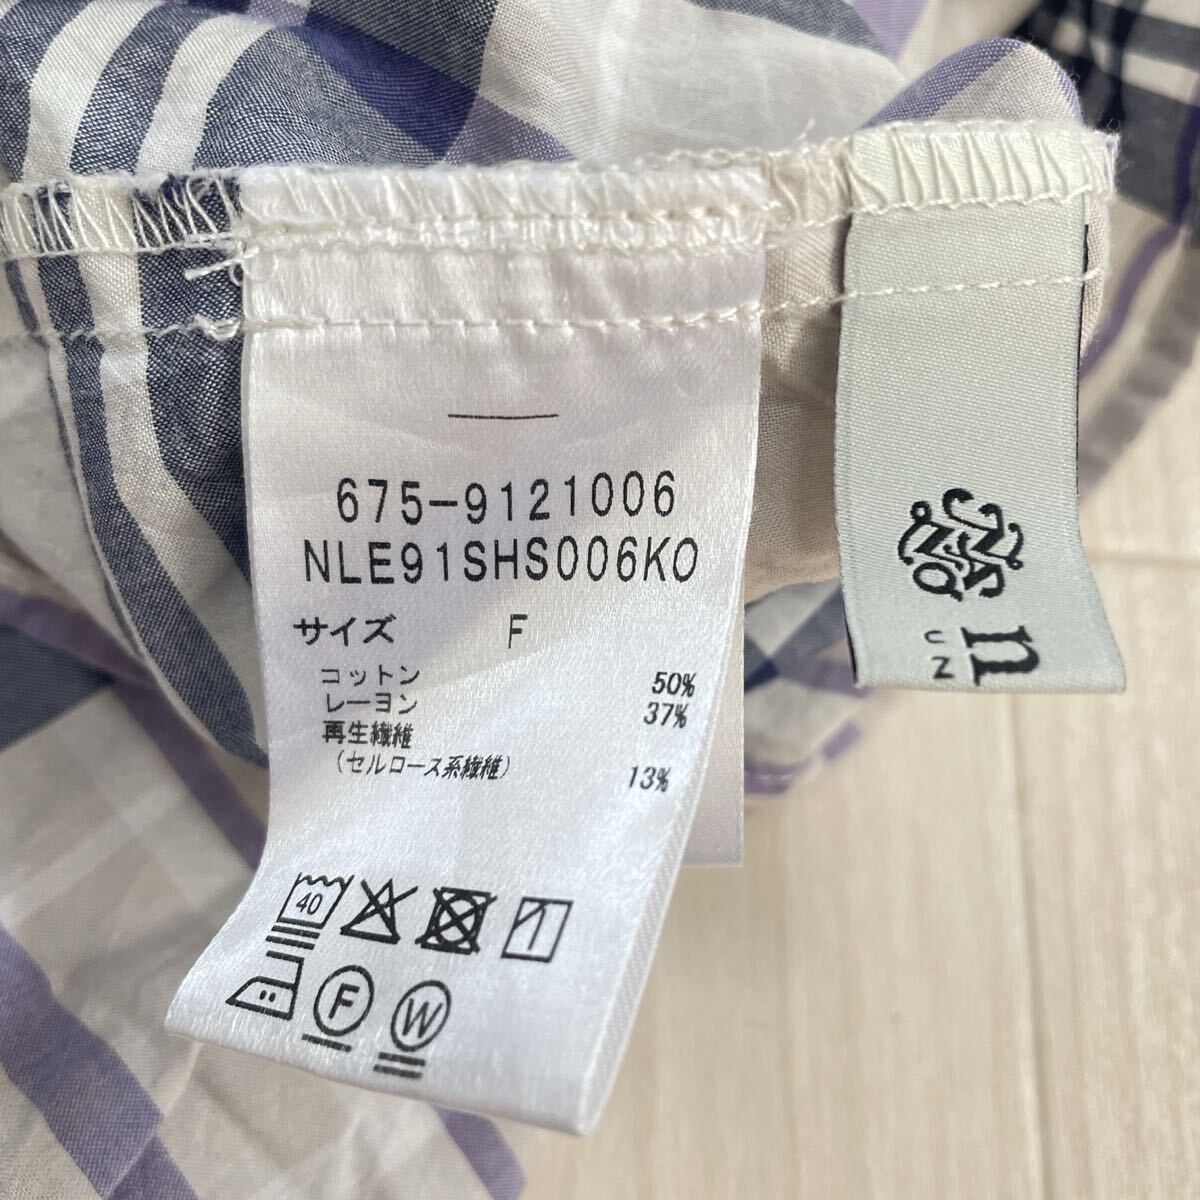 675-9121006
NLE91SHS006KO
サイズ F
コットン 50%
レーヨン 37%
再生繊維
(セルロース系繊維) 13%
40
F
W
n
UN